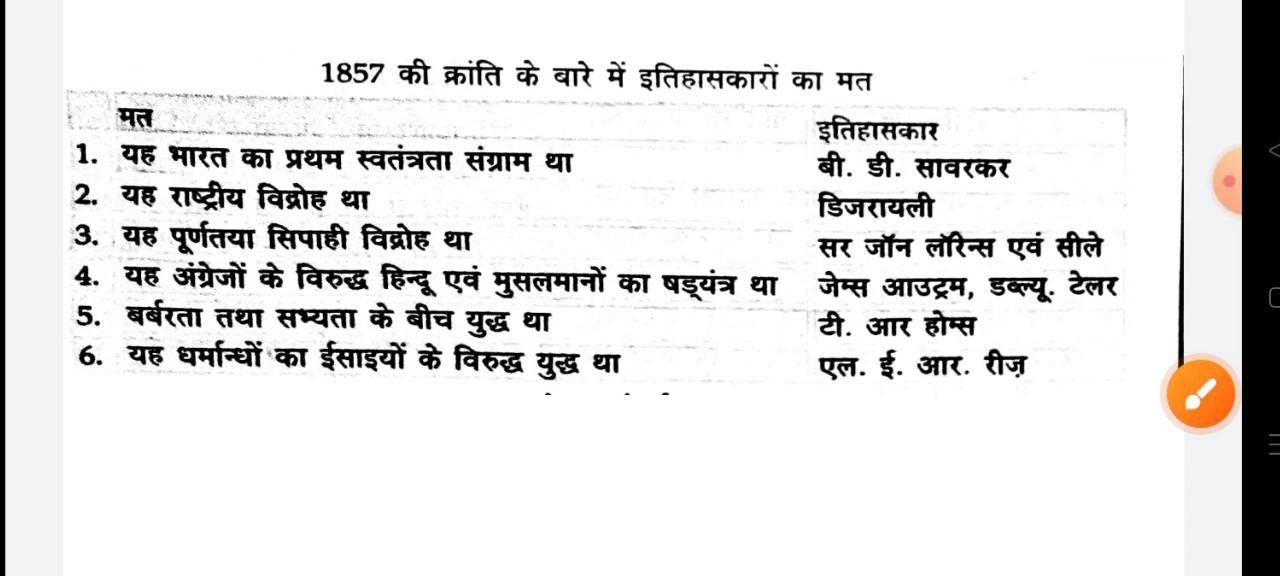 1857 की क्रांति के बारे में इतिहासकारों का मत
मत इतिहासकार
1. यह भारत का प्रथम स्वतंत्रता संग्राम था बी. डी. सावरकर
2. यह राष्ट्रीय विद्रोह था डिजरायली
3. यह पूर्णतया सिपाही विद्रोह था सर जॉन लॉरेन्स एवं सीले
4. यह अंग्रेजों के विरुद्ध हिन्दू एवं मुसलमानों का षड्यंत्र था जेम्स आउट्रम, डब्ल्यू. टेलर
5. बर्बरता तथा सभ्यता के बीच युद्ध था टी. आर होम्स
6. यह धर्मान्धों का ईसाइयों के विरुद्ध युद्ध था एल. ई. आर. रीज़